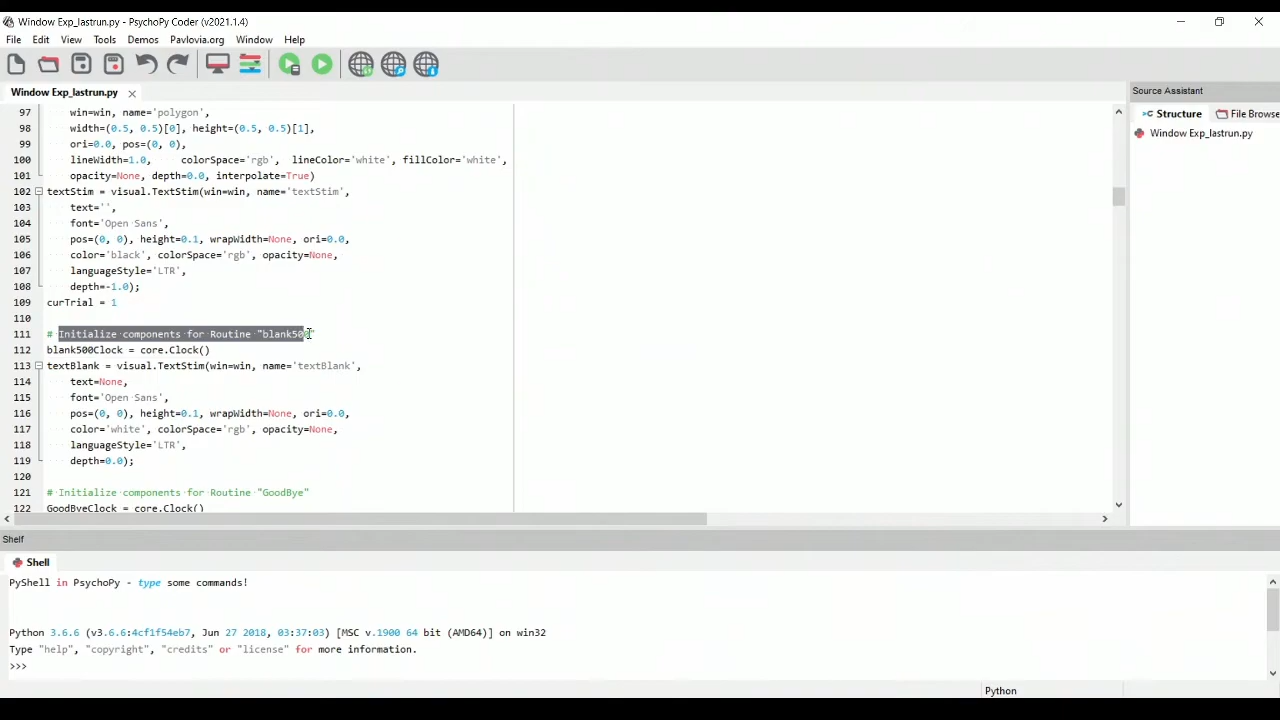 Window Exp_lastrun.py - PsychoPy Coder (v2021.1.4)
File Edit View Tools Demos Pavlovia.org Window Help
Window Exp_lastrun.py
Source Assistant
Structure File Browse
Window Exp_lastrun.py
97 win=win, name='polygon',
98 width=(0.5, 0.5)[0], height=(0.5, 0.5)[1],
99 ori=0.0, pos=(0, 0),
100 lineWidth=1.0, colorSpace='rgb', lineColor='white', fillColor='white',
101 opacity=None, depth=0.0, interpolate=True)
102 textStim = visual.TextStim(win=win, name='textStim',
103 text='',
104 font='Open Sans',
105 pos=(0, 0), height=0.1, wrapWidth=None, ori=0.0,
106 color='black', colorSpace='rgb', opacity=None,
107 languageStyle='LTR',
108 depth=-1.0);
109 curTrial = 1
110
111 # Initialize components for Routine "blank500"
112 blank500Clock = core.Clock()
113 textBlank = visual.TextStim(win=win, name='textBlank',
114 text=None,
115 font='Open Sans',
116 pos=(0, 0), height=0.1, wrapWidth=None, ori=0.0,
117 color='white', colorSpace='rgb', opacity=None,
118 languageStyle='LTR',
119 depth=0.0);
120
121 # Initialize components for Routine "GoodBye"
122 GoodByeClock = core.Clock()
Shelf
Shell
PyShell in PsychoPy - type some commands!
Python 3.6.6 (v3.6.6:4cf1f54eb7, Jun 27 2018, 03:37:03) [MSC v.1900 64 bit (AMD64)] on win32
Type "help", "copyright", "credits" or "license" for more information.
>>>
Python